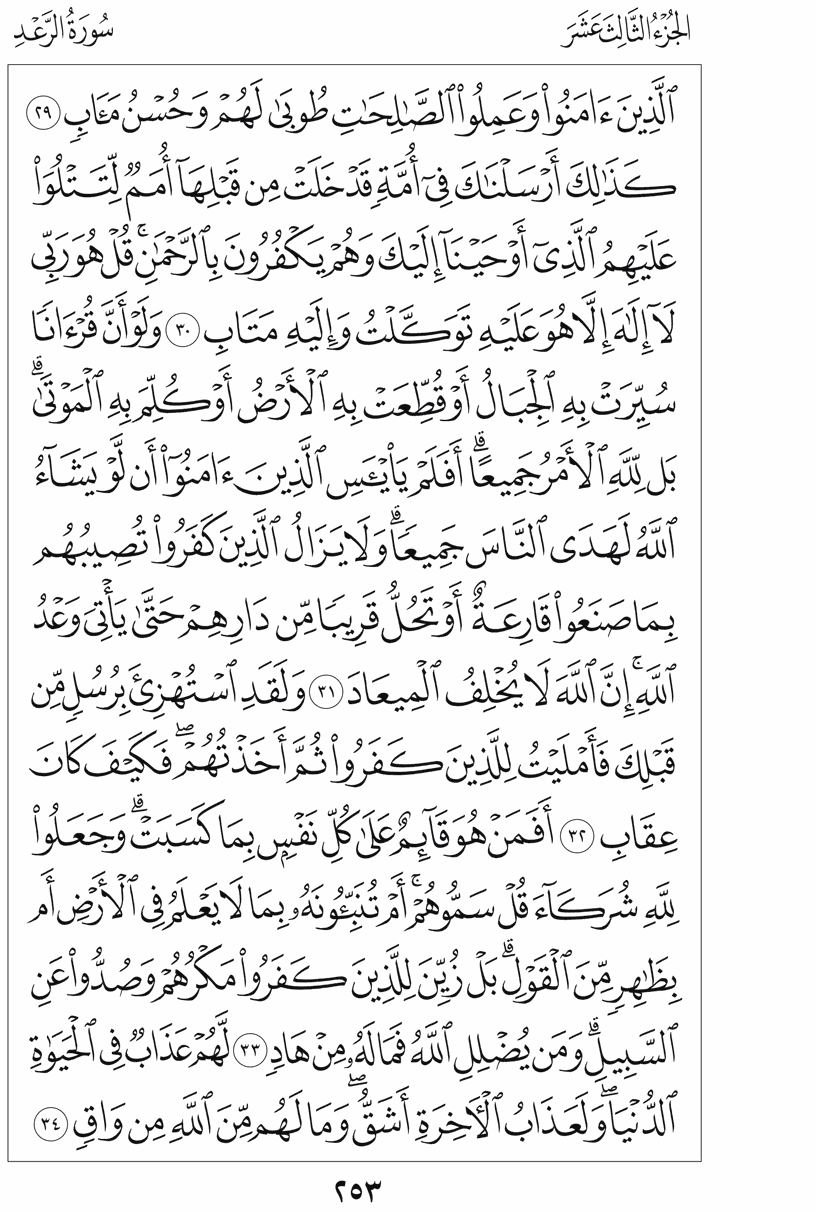 الجُزْءُ الثَّالِثَ عَشَرَ سُورَةُ الرَّعْدِ
ٱلَّذِينَ ءَامَنُوا۟ وَعَمِلُوا۟ ٱلصَّـٰلِحَـٰتِ طُوبَىٰ لَهُمْ وَحُسْنُ مَـَٔابٍ ٢٩
كَذَٰلِكَ أَرْسَلْنَـٰكَ فِىٓ أُمَّةٍ قَدْ خَلَتْ مِن قَبْلِهَآ أُمَمٌ لِّتَتْلُوَا۟
عَلَيْهِمُ ٱلَّذِىٓ أَوْحَيْنَآ إِلَيْكَ وَهُمْ يَكْفُرُونَ بِٱلرَّحْمَـٰنِ ۚ قُلْ هُوَ رَبِّى
لَآ إِلَـٰهَ إِلَّا هُوَ عَلَيْهِ تَوَكَّلْتُ وَإِلَيْهِ مَتَابِ ٣٠ وَلَوْ أَنَّ قُرْءَانًا
سُيِّرَتْ بِهِ ٱلْجِبَالُ أَوْ قُطِّعَتْ بِهِ ٱلْأَرْضُ أَوْ كُلِّمَ بِهِ ٱلْمَوْتَىٰ ۗ
بَل لِّلَّهِ ٱلْأَمْرُ جَمِيعًا ۗ أَفَلَمْ يَا۟يْـَٔسِ ٱلَّذِينَ ءَامَنُوٓا۟ أَن لَّوْ يَشَآءُ
ٱللَّهُ لَهَدَى ٱلنَّاسَ جَمِيعًا ۗ وَلَا يَزَالُ ٱلَّذِينَ كَفَرُوا۟ تُصِيبُهُم
بِمَا صَنَعُوا۟ قَارِعَةٌ أَوْ تَحُلُّ قَرِيبًا مِّن دَارِهِمْ حَتَّىٰ يَأْتِىَ وَعْدُ
ٱللَّهِ ۚ إِنَّ ٱللَّهَ لَا يُخْلِفُ ٱلْمِيعَادَ ٣١ وَلَقَدِ ٱسْتُهْزِئَ بِرُسُلٍ مِّن
قَبْلِكَ فَأَمْلَيْتُ لِلَّذِينَ كَفَرُوا۟ ثُمَّ أَخَذْتُهُمْ ۖ فَكَيْفَ كَانَ
عِقَابِ ٣٢ أَفَمَنْ هُوَ قَآئِمٌ عَلَىٰ كُلِّ نَفْسٍۭ بِمَا كَسَبَتْ ۗ وَجَعَلُوا۟
لِلَّهِ شُرَكَآءَ قُلْ سَمُّوهُمْ ۚ أَمْ تُنَبِّـُٔونَهُۥ بِمَا لَا يَعْلَمُ فِى ٱلْأَرْضِ أَم
بِظَـٰهِرٍ مِّنَ ٱلْقَوْلِ ۗ بَلْ زُيِّنَ لِلَّذِينَ كَفَرُوا۟ مَكْرُهُمْ وَصُدُّوا۟ عَنِ
ٱلسَّبِيلِ ۗ وَمَن يُضْلِلِ ٱللَّهُ فَمَا لَهُۥ مِنْ هَادٍ ٣٣ لَّهُمْ عَذَابٌ فِى ٱلْحَيَوٰةِ
ٱلدُّنْيَا ۖ وَلَعَذَابُ ٱلْـَٔاخِرَةِ أَشَقُّ ۖ وَمَا لَهُم مِّنَ ٱللَّهِ مِن وَاقٍ ٣٤
٢٥٣